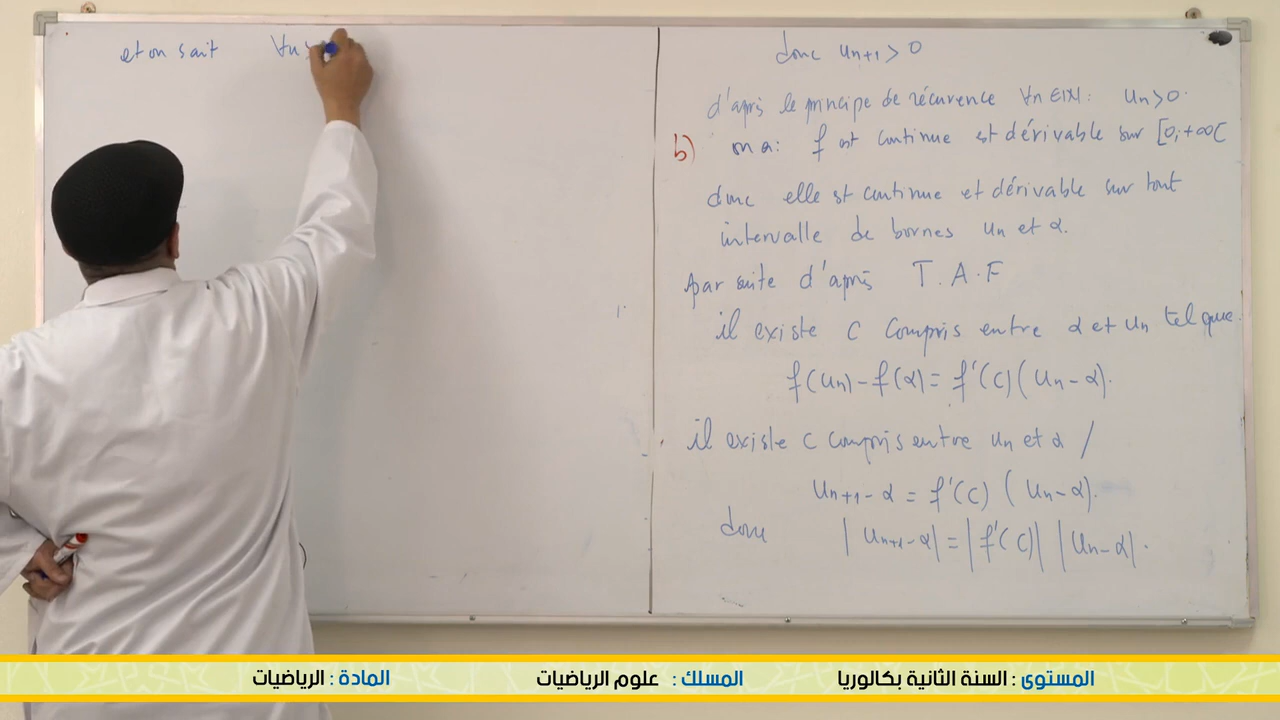 et on sait ∀n
donc un+1 > 0
d'après le principe de récurence ∀n ∈ IN : un > 0.
b) on a : f est continue est dérivable sur [0; +∞[
donc elle st continue et dérivable sur tout
intervalle de bornes un et α.
par suite d'après T.A.F
il existe c compris entre α et un tel que.
f(un) - f(α) = f'(c) (un - α).
il existe c compris entre un et α /
un+1 - α = f'(c) (un - α).
donc |un+1 - α| = |f'(c)| |un - α|.
المستوى : السنة الثانية بكالوريا المسلك : علوم الرياضيات المادة : الرياضيات